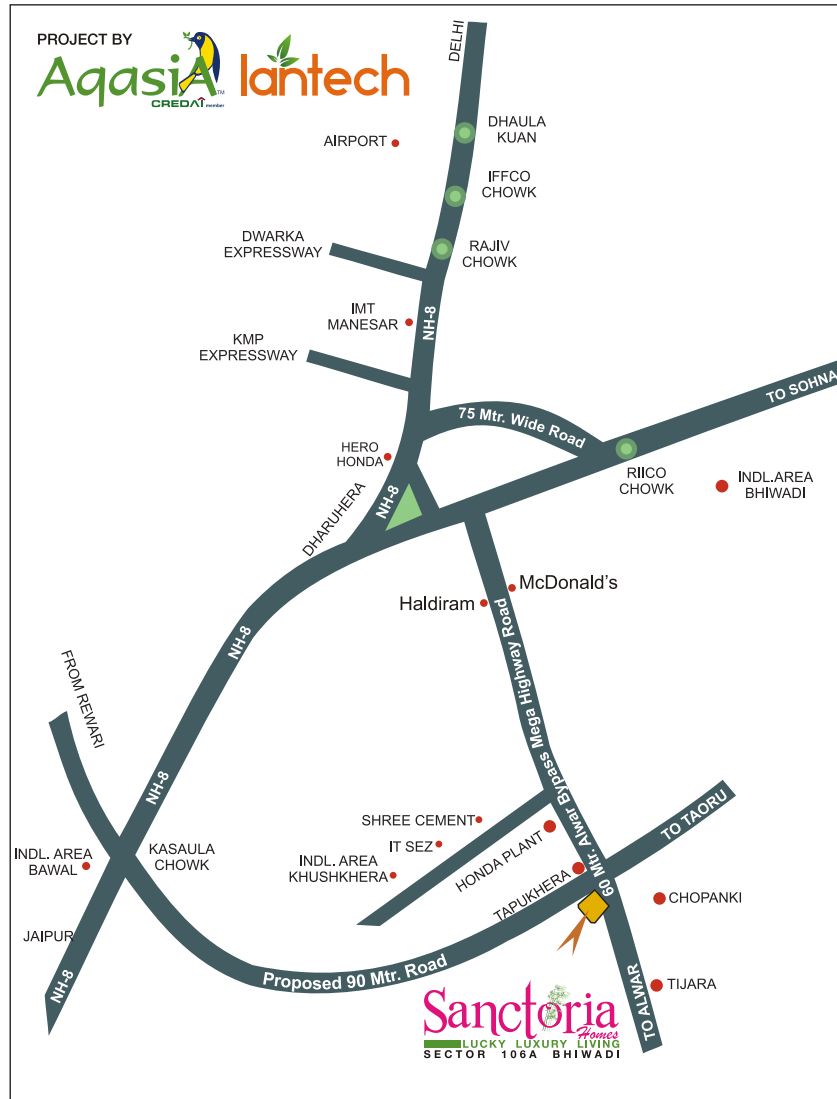 PROJECT BY
AqasiA lantech
TM
CREDAI member
DELHI
DHAULA
KUAN
AIRPORT
IFFCO
CHOWK
DWARKA
EXPRESSWAY
RAJIV
CHOWK
IMT
MANESAR
NH-8
KMP
EXPRESSWAY
TO SOHNA
75 Mtr. Wide Road
HERO
HONDA
RIICO
CHOWK
INDL.AREA
BHIWADI
NH-8
DHARUHERA
McDonald's
Haldiram
NH-8
60 Mtr. Alwar Bypass Mega Highway Road
FROM REWARI
NH-8
SHREE CEMENT
IT SEZ
INDL. AREA
KHUSHKHERA
HONDA PLANT
TO TAORU
KASAULA
CHOWK
INDL. AREA
BAWAL
TAPUKHERA
CHOPANKI
JAIPUR
NH-8
Proposed 90 Mtr. Road
TO ALWAR
TIJARA
Sanctoria
Homes
LUCKY LUXURY LIVING
SECTOR 106A BHIWADI